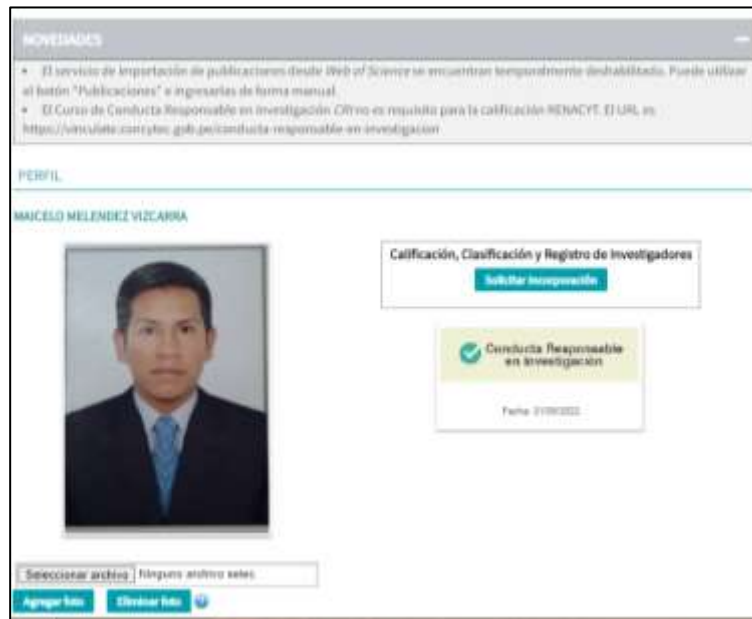 NOVEDADES
• El servicio de importación de publicaciones desde Web of Science se encuentran temporalmente deshabilitado. Puede utilizar
el botón "Publicaciones" e ingresarlas de forma manual.
• El Curso de Conducta Responsable en Investigación CRI no es requisito para la calificación RENACYT. El URL es
https://vinculate.concytec.gob.pe/conducta-responsable-en-investigacion
PERFIL
MAICELO MELENDEZ VIZCARRA
Calificación, Clasificación y Registro de Investigadores
Solicitar Incorporación
Conducta Responsable
en Investigación
Fecha:
Seleccionar archivo Ninguno archivo selec.
Agregar foto Eliminar foto